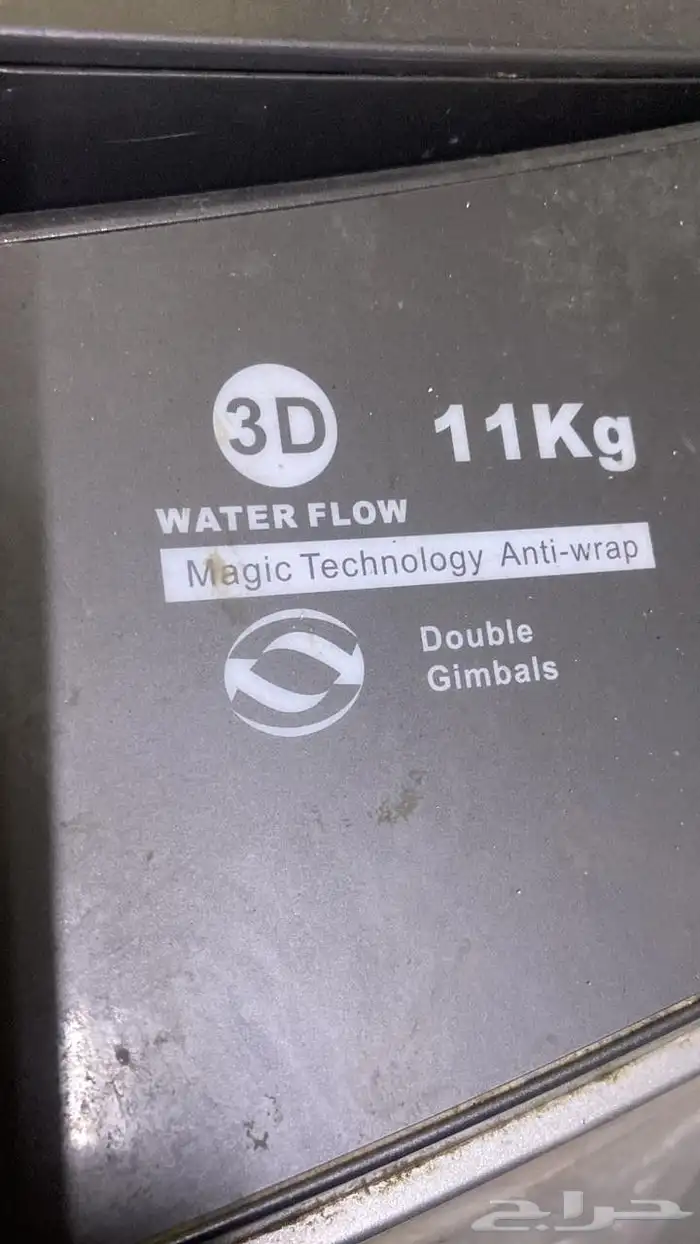 3D
11Kg
WATER FLOW
Magic Technology Anti-wrap
Double
Gimbals
حراج